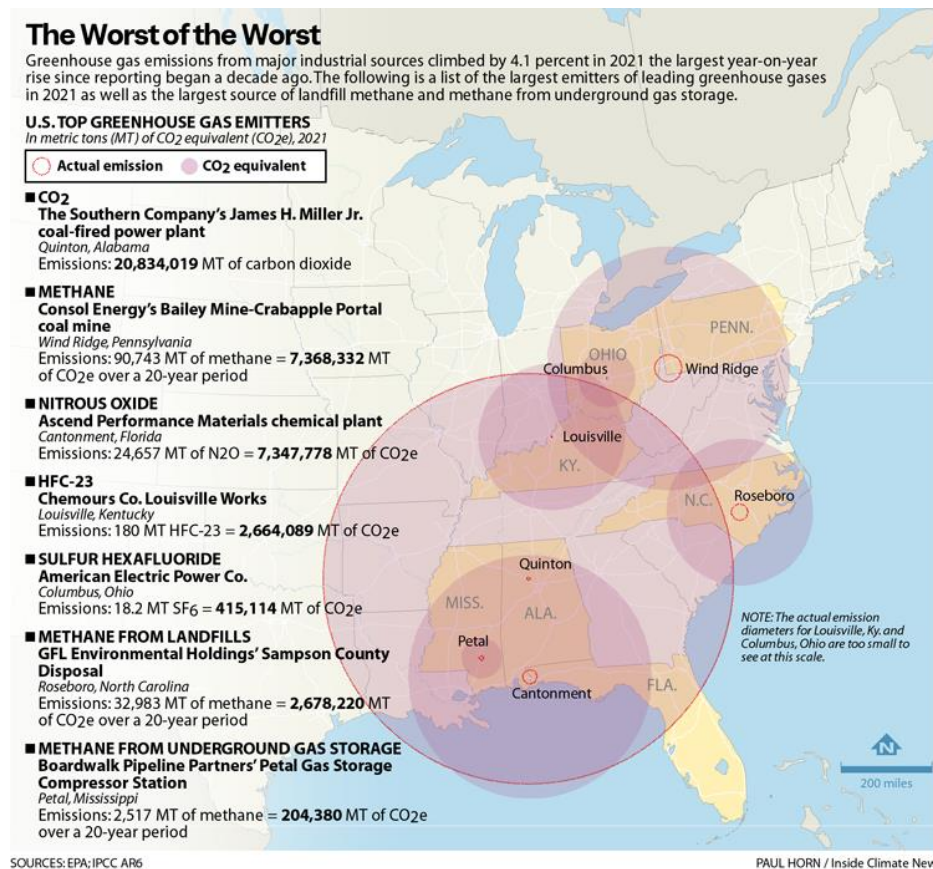 The Worst of the Worst
Greenhouse gas emissions from major industrial sources climbed by 4.1 percent in 2021 the largest year-on-year
rise since reporting began a decade ago. The following is a list of the largest emitters of leading greenhouse gases
in 2021 as well as the largest source of landfill methane and methane from underground gas storage.
U.S. TOP GREENHOUSE GAS EMITTERS
In metric tons (MT) of CO2 equivalent (CO2e), 2021
Actual emission CO2 equivalent
■ CO2
The Southern Company's James H. Miller Jr.
coal-fired power plant
Quinton, Alabama
Emissions: 20,834,019 MT of carbon dioxide
■ METHANE
Consol Energy's Bailey Mine-Crabapple Portal
coal mine
Wind Ridge, Pennsylvania
Emissions: 90,743 MT of methane = 7,368,332 MT
of CO2e over a 20-year period
■ NITROUS OXIDE
Ascend Performance Materials chemical plant
Cantonment, Florida
Emissions: 24,657 MT of N2O = 7,347,778 MT of CO2e
■ HFC-23
Chemours Co. Louisville Works
Louisville, Kentucky
Emissions: 180 MT HFC-23 = 2,664,089 MT of CO2e
■ SULFUR HEXAFLUORIDE
American Electric Power Co.
Columbus, Ohio
Emissions: 18.2 MT SF6 = 415,114 MT of CO2e
■ METHANE FROM LANDFILLS
GFL Environmental Holdings' Sampson County
Disposal
Roseboro, North Carolina
Emissions: 32,983 MT of methane = 2,678,220 MT
of CO2e over a 20-year period
■ METHANE FROM UNDERGROUND GAS STORAGE
Boardwalk Pipeline Partners' Petal Gas Storage
Compressor Station
Petal, Mississippi
Emissions: 2,517 MT of methane = 204,380 MT of CO2e
over a 20-year period
PENN.
OHIO
Columbus
Wind Ridge
Louisville
KY.
N.C.
Roseboro
Quinton
MISS.
ALA.
Petal
Cantonment
FLA.
NOTE: The actual emission
diameters for Louisville, Ky. and
Columbus, Ohio are too small to
see at this scale.
N
200 miles
SOURCES: EPA; IPCC AR6
PAUL HORN / Inside Climate New